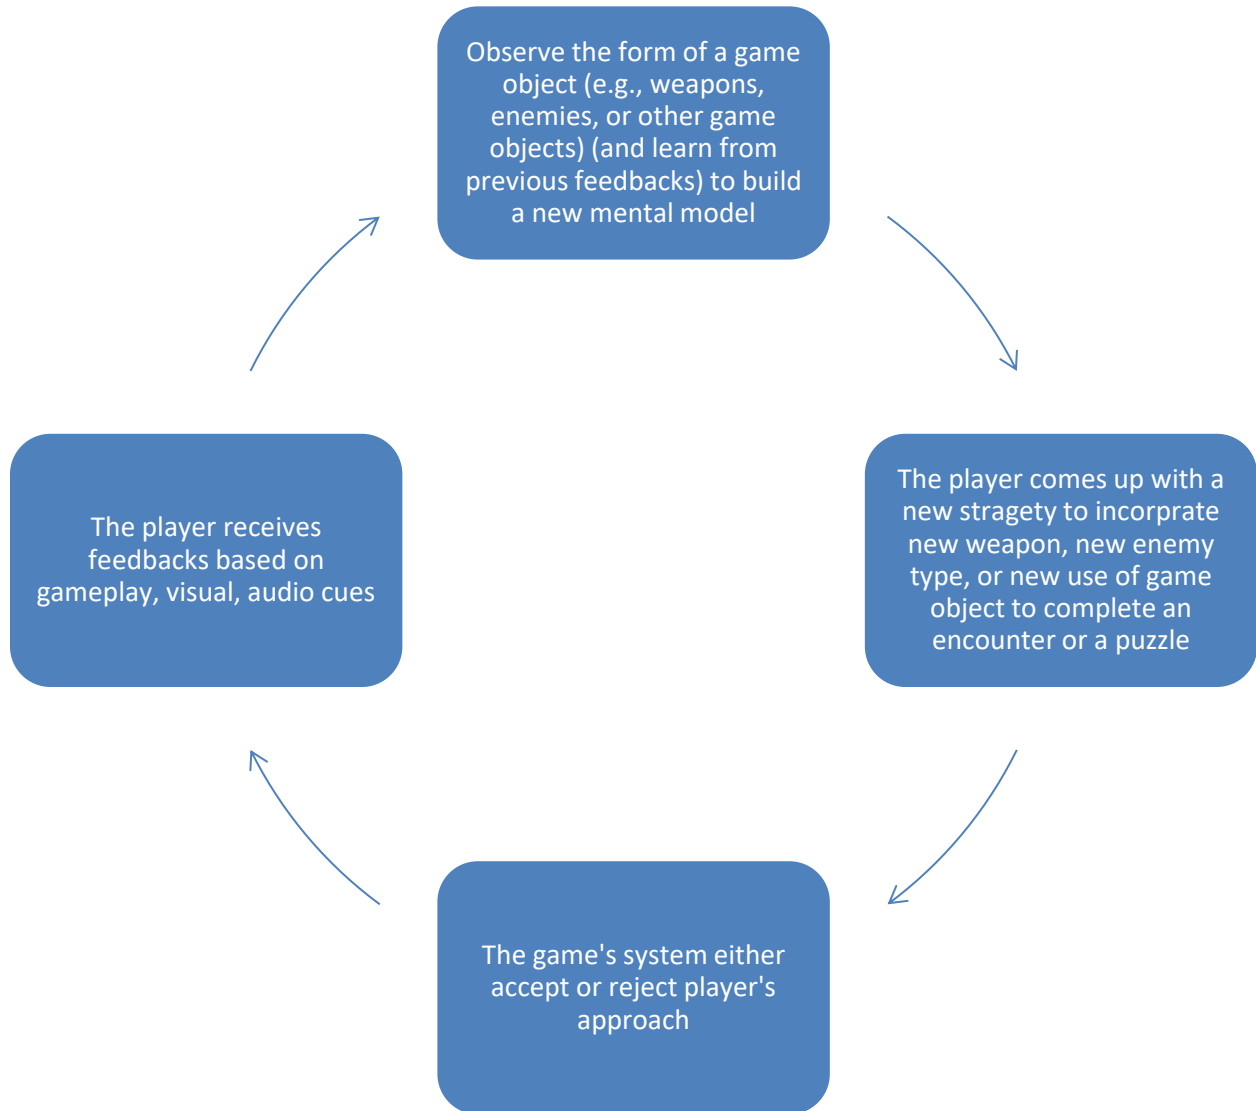 Observe the form of a game
object (e.g., weapons,
enemies, or other game
objects) (and learn from
previous feedbacks) to build
a new mental model
The player comes up with a
new stragety to incorprate
new weapon, new enemy
type, or new use of game
object to complete an
encounter or a puzzle
The game's system either
accept or reject player's
approach
The player receives
feedbacks based on
gameplay, visual, audio cues